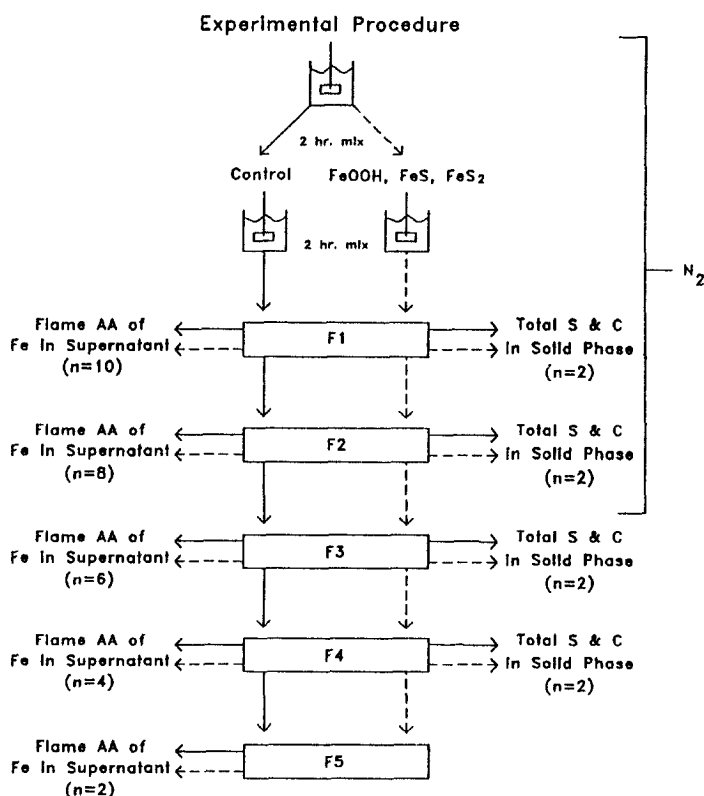 Experimental Procedure
2 hr. mix
Control
FeOOH, FeS, FeS2
2 hr. mix
N2
Flame AA of
Fe in Supernatant
(n=10)
F1
Total S & C
in Solid Phase
(n=2)
Flame AA of
Fe in Supernatant
(n=8)
F2
Total S & C
in Solid Phase
(n=2)
Flame AA of
Fe in Supernatant
(n=6)
F3
Total S & C
in Solid Phase
(n=2)
Flame AA of
Fe in Supernatant
(n=4)
F4
Total S & C
in Solid Phase
(n=2)
Flame AA of
Fe in Supernatant
(n=2)
F5